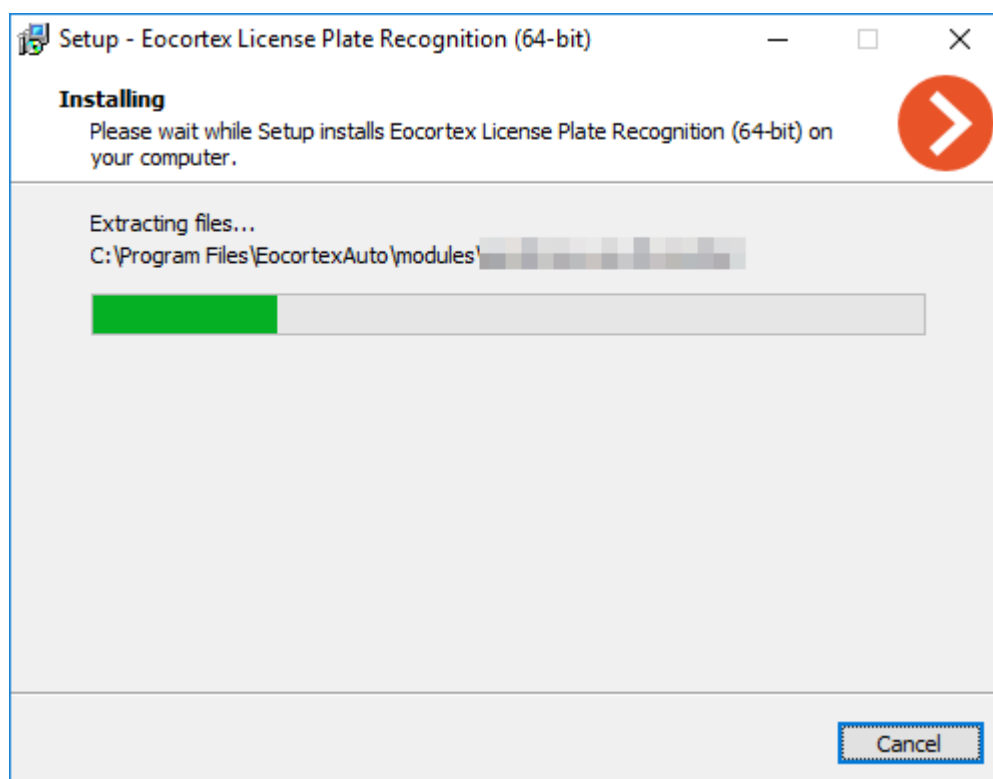 Setup - Eocortex License Plate Recognition (64-bit)
Installing
Please wait while Setup installs Eocortex License Plate Recognition (64-bit) on
your computer.
Extracting files...
C:\Program Files\EocortexAuto\modules\
Cancel